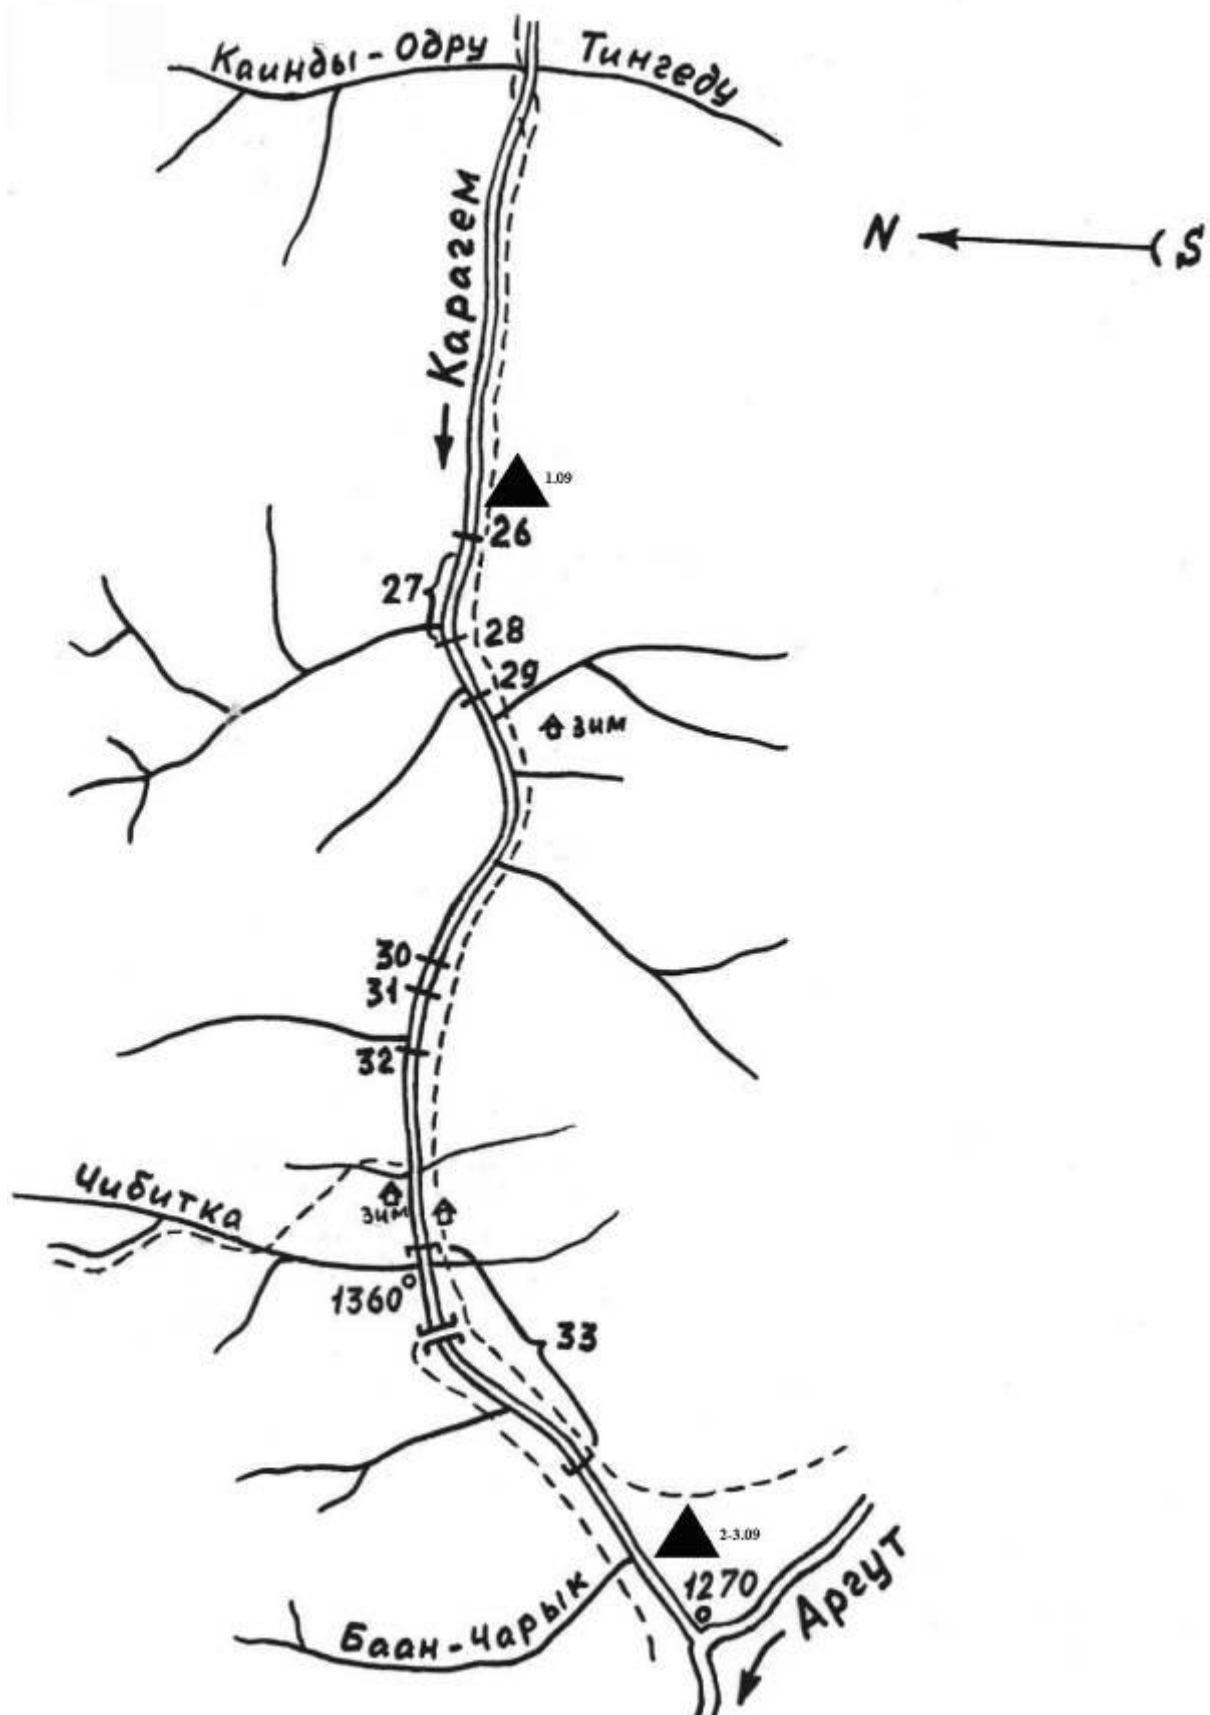 Каинды-Одру
Тингеду
N
S
Карагем
1.09
26
27
28
29
зим
30
31
32
Чибитка
зим
1360
33
2-3.09
1270
Аргут
Баан-Чарык